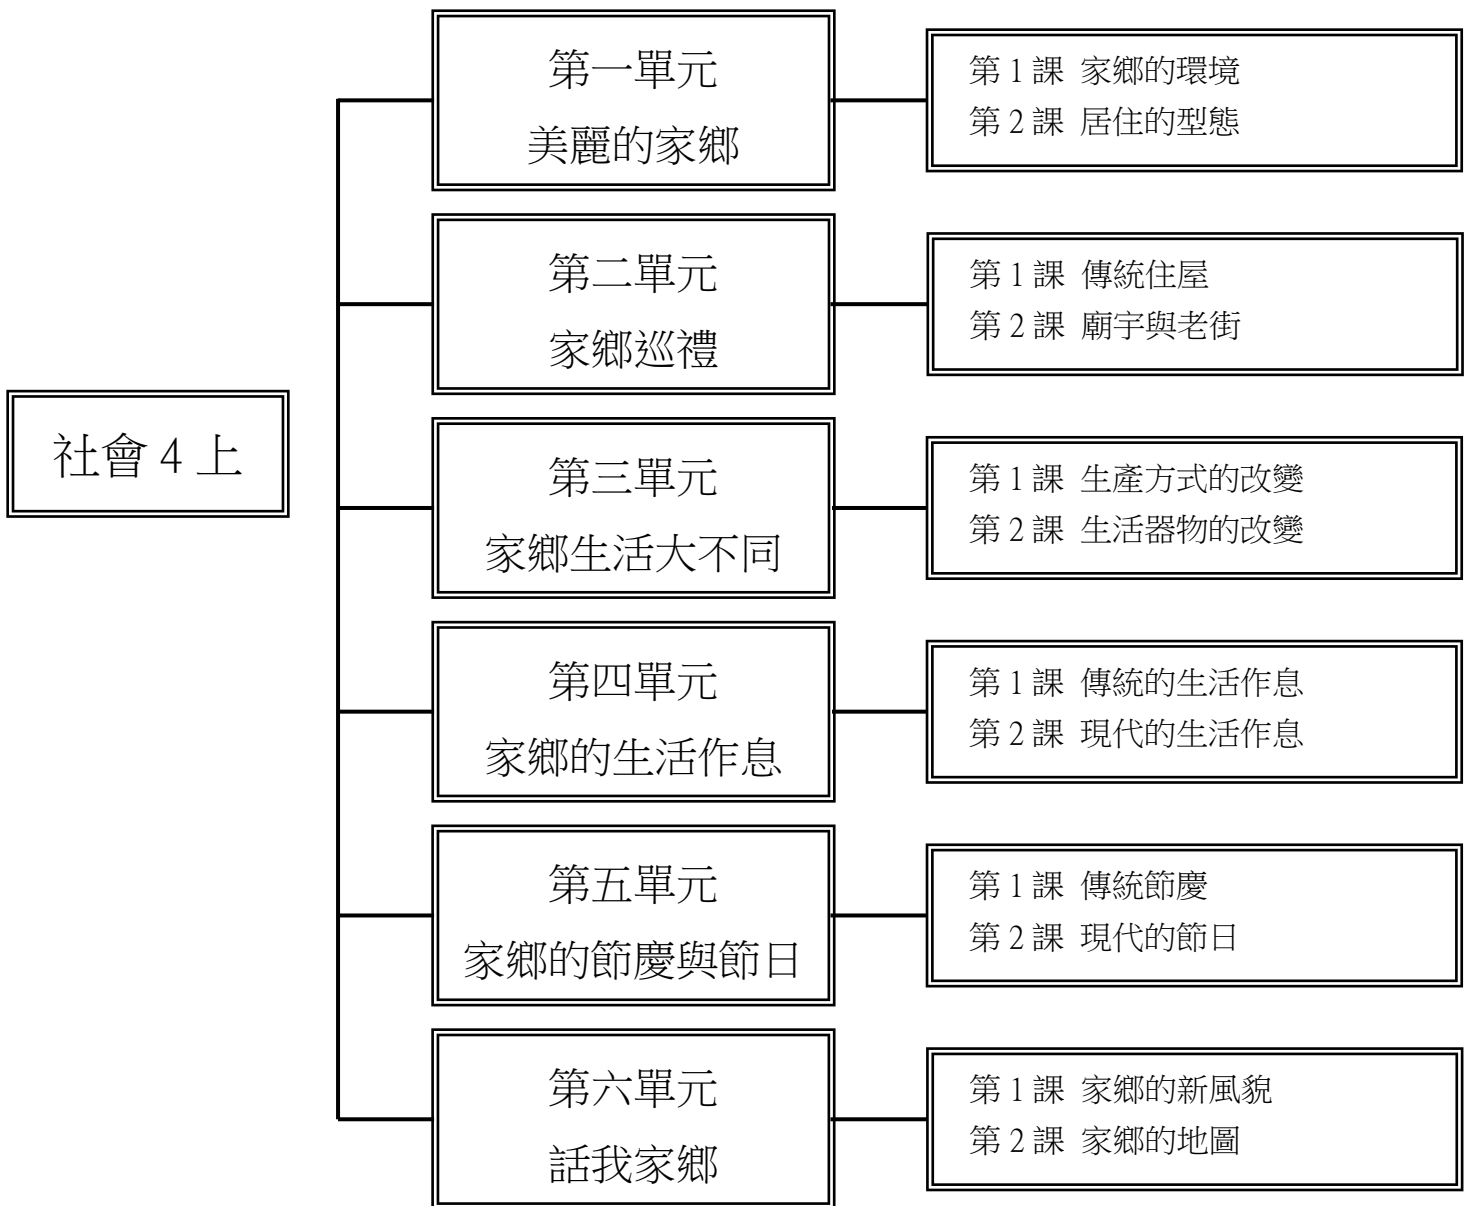 社會 4 上
第一單元
美麗的家鄉
第 1 課 家鄉的環境
第 2 課 居住的型態
第二單元
家鄉巡禮
第 1 課 傳統住屋
第 2 課 廟宇與老街
第三單元
家鄉生活大不同
第 1 課 生產方式的改變
第 2 課 生活器物的改變
第四單元
家鄉的生活作息
第 1 課 傳統的生活作息
第 2 課 現代的生活作息
第五單元
家鄉的節慶與節日
第 1 課 傳統節慶
第 2 課 現代的節日
第六單元
話我家鄉
第 1 課 家鄉的新風貌
第 2 課 家鄉的地圖